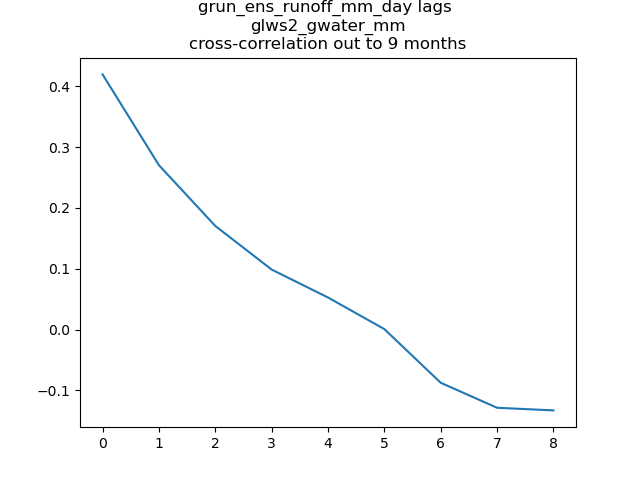 grun_ens_runoff_mm_day lags
glws2_gwater_mm
cross-correlation out to 9 months
0.4
0.3
0.2
0.1
0.0
−0.1
0 1 2 3 4 5 6 7 8